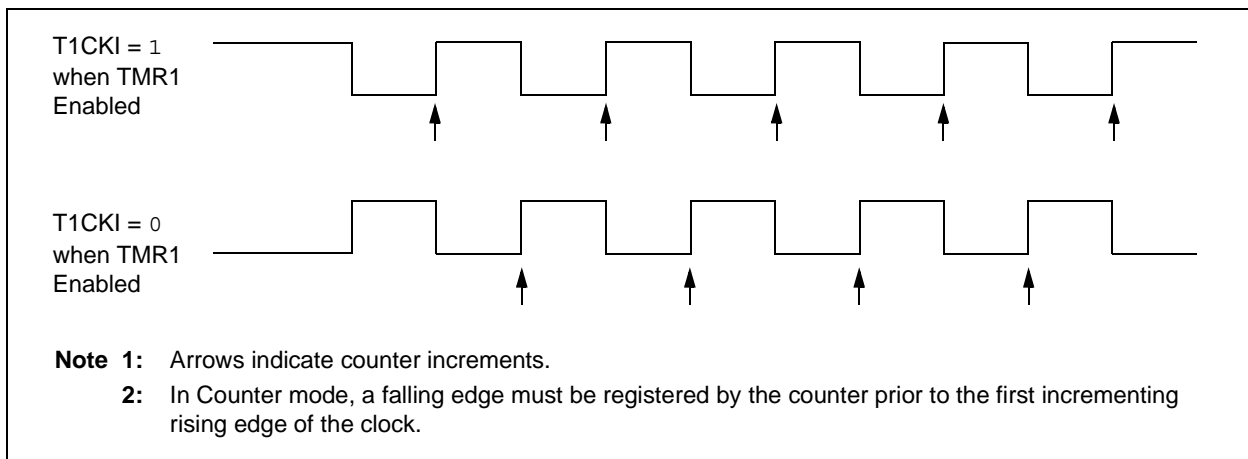 T1CKI = 1
when TMR1
Enabled
T1CKI = 0
when TMR1
Enabled
Note 1: Arrows indicate counter increments.
2: In Counter mode, a falling edge must be registered by the counter prior to the first incrementing
rising edge of the clock.